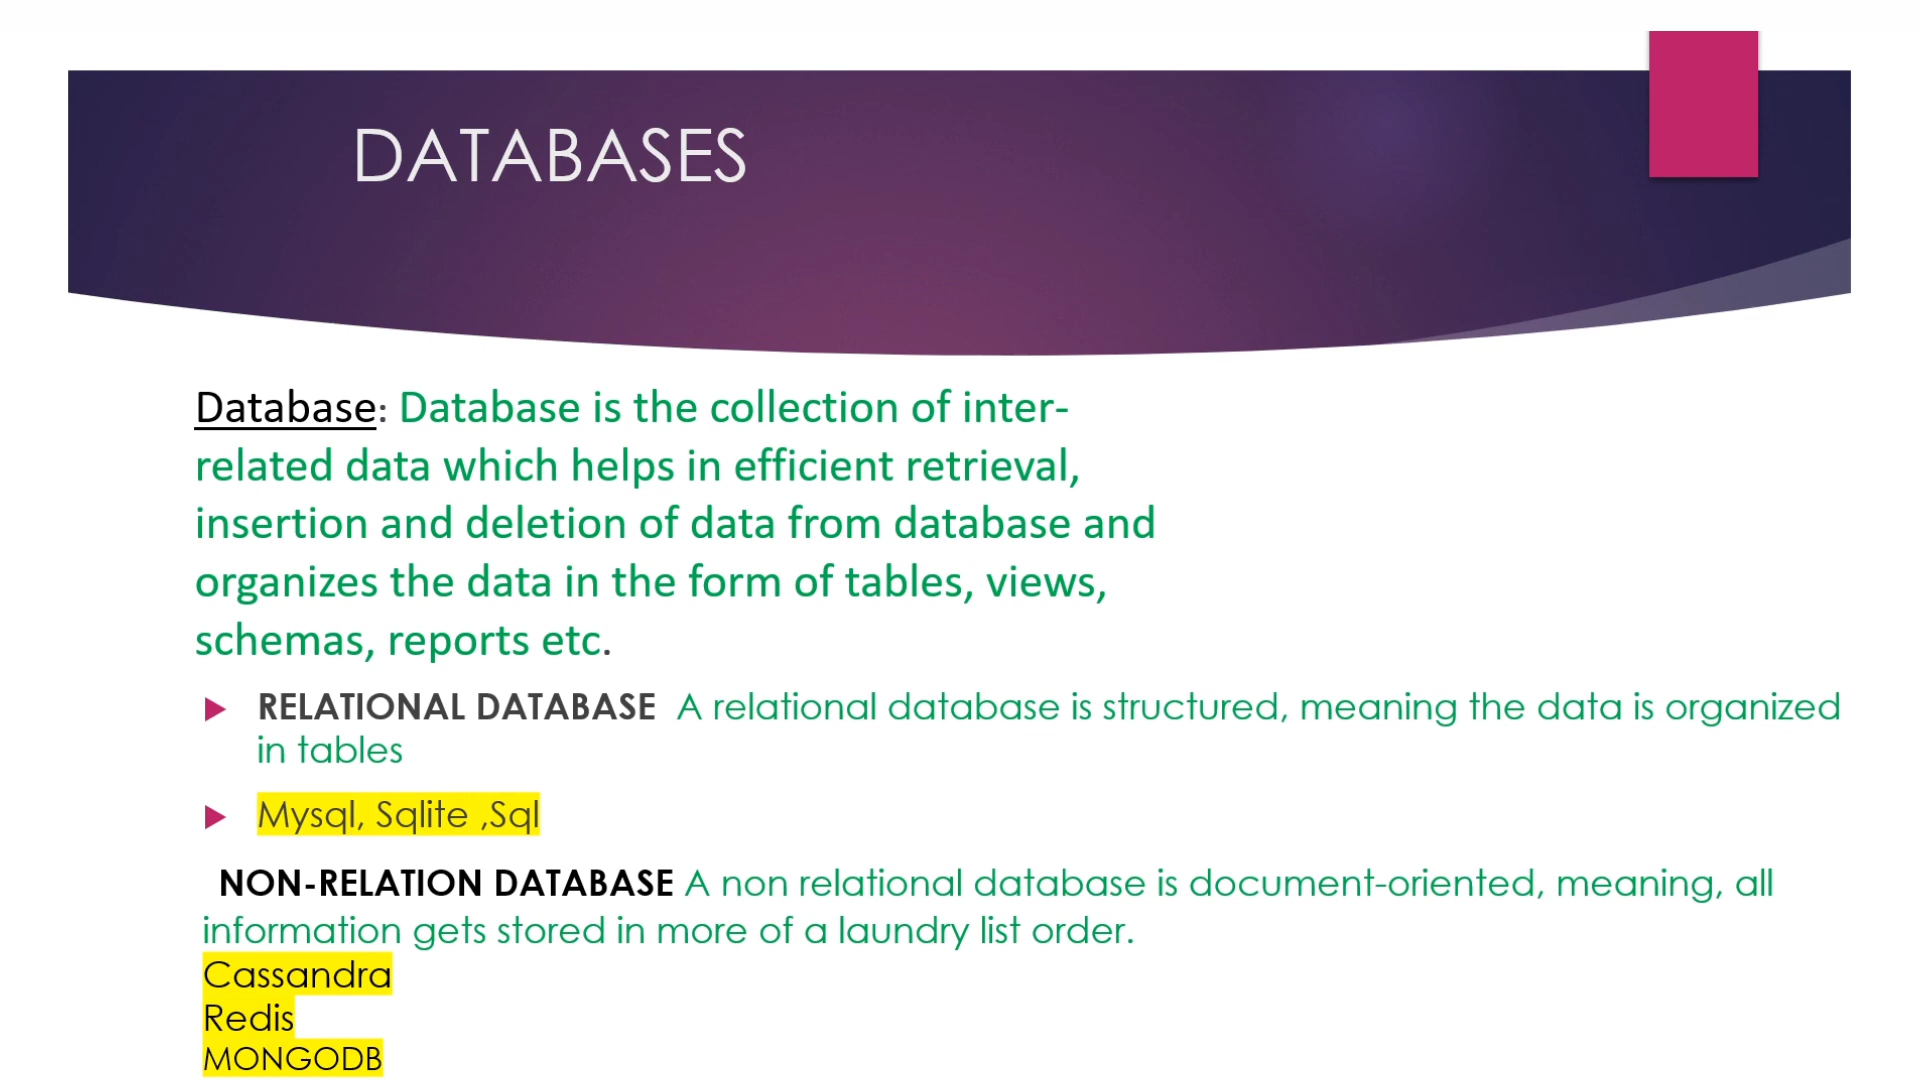 DATABASES
Database: Database is the collection of inter-
related data which helps in efficient retrieval,
insertion and deletion of data from database and
organizes the data in the form of tables, views,
schemas, reports etc.
RELATIONAL DATABASE A relational database is structured, meaning the data is organized
in tables
Mysql, Sqlite ,Sql
NON-RELATION DATABASE A non relational database is document-oriented, meaning, all
information gets stored in more of a laundry list order.
Cassandra
Redis
MONGODB